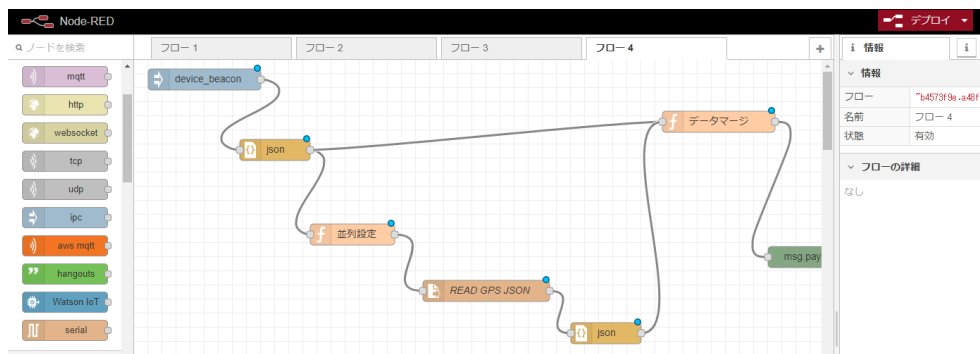 Node-RED
デプロイ
ノードを検索
フロー 1
フロー 2
フロー 3
フロー 4
+
i 情報
i
mqtt
http
websocket
tcp
udp
ipc
aws mqtt
hangouts
Watson IoT
serial
device_beacon
json
データマージ
並列設定
READ GPS JSON
json
msg.pay
情報
フロー
"b4573f9e.a48f
名前
フロー 4
状態
有効
フローの詳細
なし